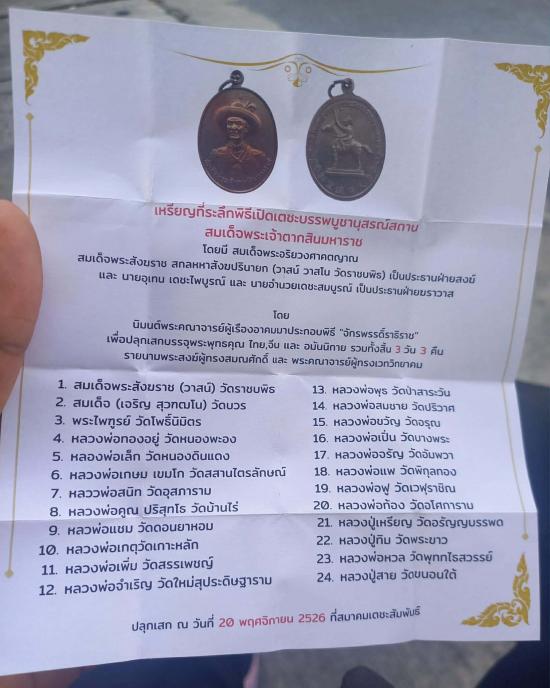 เหรียญที่ระลึกพิธีเปิดเตชะบรรพบูชานุสรณ์สถาน
สมเด็จพระเจ้าตากสินมหาราช
โดยมี สมเด็จพระอริยวงศาคตญาณ
สมเด็จพระสังฆราช สกลหหาสังฆปรินายก (วาสน์ วาสโน วัดราชบพิธ) เป็นประธานฝ่ายสงฆ์
และ นายอุเทน เตชะไพบูรณ์ และ นายอำนวยเตชะสมบูรณ์ เป็นประธานฝ่ายฆราวาส
โดย
นิมนต์พระคณาจารย์ผู้เรืองอาคมมาประกอบพิธี "จักรพรรดิ์ราธิราช"
เพื่อปลุกเสกบรรจุพระพุทธคุณ ไทย,จีน และ อนัมนิกาย รวมทั้งสิ้น 3 วัน 3 คืน
รายนามพระสงฆ์ผู้ทรงสมณศักดิ์ และ พระคณาจารย์ผู้ทรงเวทวิทยาคม
1. สมเด็จพระสังฆราช (วาสน์) วัดราชบพิธ
2. สมเด็จ (เจริญ สุวฑฒโน) วัดบวร
3. พระไพฑูรย์ วัดโพธิ์นิมิตร
4. หลวงพ่อทองอยู่ วัดหนองพะอง
5. หลองพ่อเล็ก วัดหนองดินแดง
6. หลวงพ่อเกษม เขมโก วัดสสานไตรลักษณ์
7. หลววพ่อสนิท วัดอุสภาราม
8. หลวงพ่อคูณ ปริสุทโร วัดบ้านไร่
9. หลวพ่อแชม วัดดอนยาหอม
10. หลวงพ่อเกตุวัดเกาะหลัก
11. หลวงพ่อเพิ่ม วัดสรรเพชญ์
12. หลวงพ่อจำเริญ วัดใหม่สุประดิษฐาราม
13. หลวงพ่อพุธ วัดป่าสาระวัน
14. หลวงพ่อสมชาย วัดปริวาศ
15. หลวงพ่อขวัญ วัดอรุณ
16. หลวงพ่อเปิ่น วัดบางพระ
17. หลวงพ่อจรัญ วัดอัมพวา
18. หลวงพ่อแพ วัดพิกุลทอง
19. หลวงพ่อฟู วัดเวฬุราชิณ
20. หลวงพ่อก้อง วัดอโศการาม
21. หลวงปู่เหรียญ วัดอรัญญบรรพด
22. หลวงปู่ทิม วัดพระขาว
23. หลวงพ่อหวล วัดพุทกไธสวรรย์
24. หลวงปู่สาย วัดขนอนใต้
ปลุกเสก ณ วันที่ 20 พฤศจิกายน 2526 ที่สมาคมเตชะสัมพันธ์